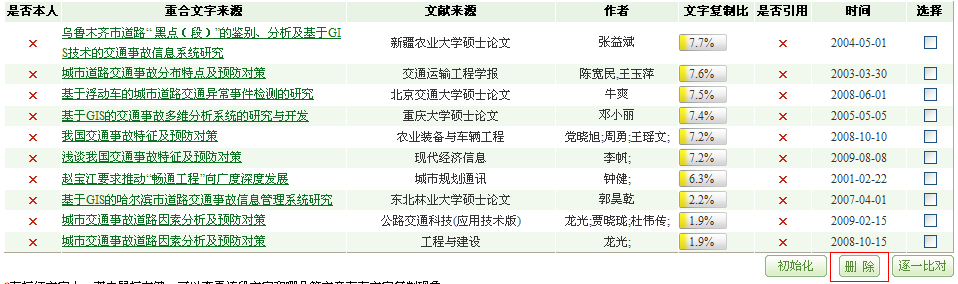 是否本人 重合文字来源 文献来源 作者 文字复制比 是否引用 时间 选择
乌鲁木齐市道路“黑点（段）”的鉴别、分析及基于GI
S技术的交通事故信息系统研究 新疆农业大学硕士论文 张益斌 7.7% 2004-05-01
城市道路交通事故分布特点及预防对策 交通运输工程学报 陈宽民,王玉萍 7.6% 2003-03-30
基于浮动车的城市道路交通异常事件检测的研究 北京交通大学硕士论文 牛爽 7.5% 2008-06-01
基于GIS的交通事故多维分析系统的研究与开发 重庆大学硕士论文 邓小丽 7.4% 2005-05-05
我国交通事故特征及预防对策 农业装备与车辆工程 党晓旭;周勇;王瑶文; 7.2% 2008-10-10
浅谈我国交通事故特征及预防对策 现代经济信息 李帆; 7.2% 2009-08-08
赵宝江要求推动“畅通工程”向广度深度发展 城市规划通讯 钟健; 6.3% 2001-02-22
基于GIS的哈尔滨市道路交通事故信息管理系统研究 东北林业大学硕士论文 郭昊乾 2.2% 2007-04-01
城市交通事故道路因素分析及预防对策 公路交通科技(应用技术版) 龙光;贾晓珑;杜伟传; 1.9% 2009-02-15
城市交通事故道路因素分析及预防对策 工程与建设 龙光; 1.9% 2008-10-15
初始化 删 除 逐一比对